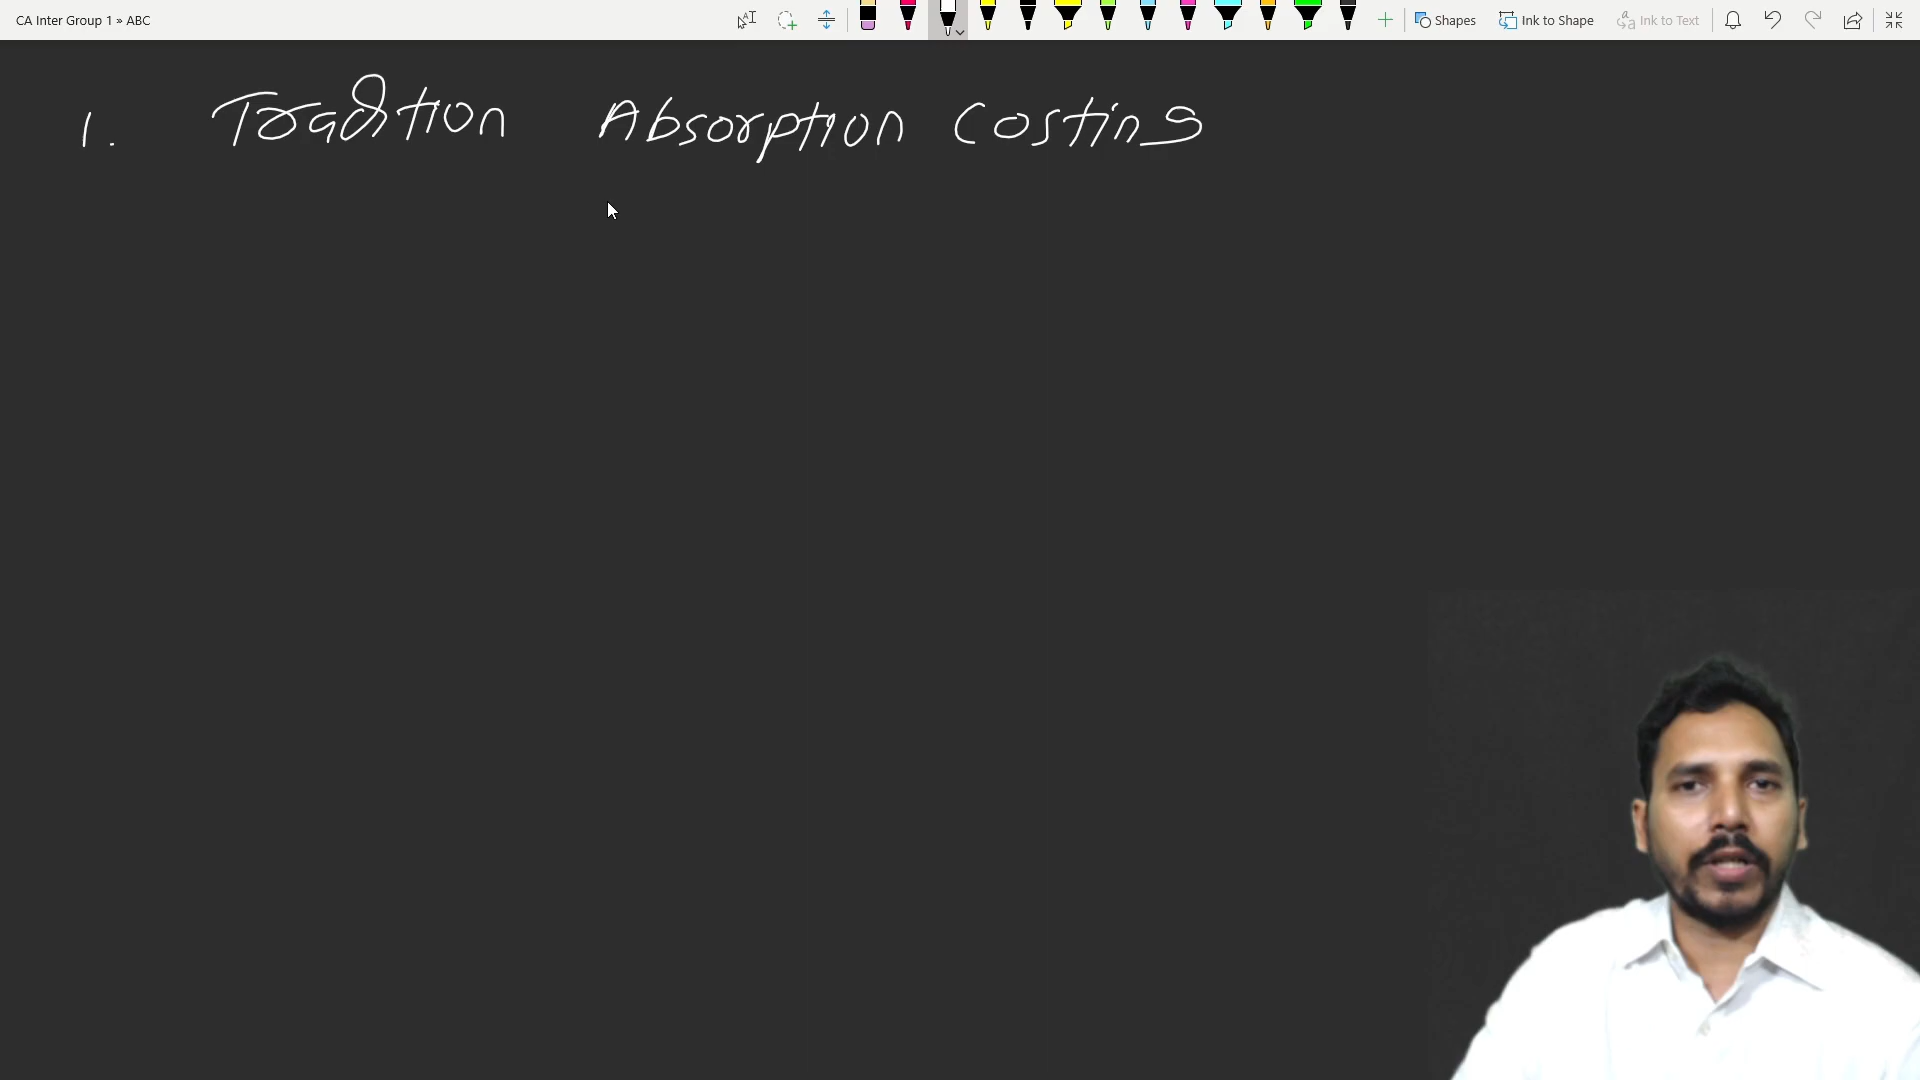 CA Inter Group 1 » ABC
Shapes
Ink to Shape
Ink to Text
1. Tradition Absorption Costing